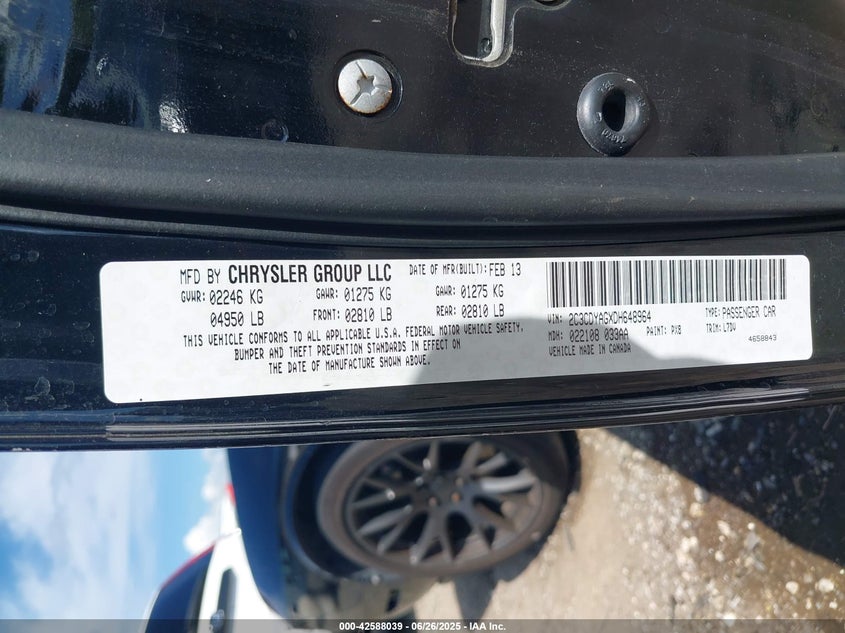 MFD BY CHRYSLER GROUP LLC
DATE OF MFR(BUILT): FEB 13
GVWR: 02246 KG
GAWR: 01275 KG
GAWR: 01275 KG
04950 LB
FRONT: 02810 LB
REAR: 02810 LB
THIS VEHICLE CONFORMS TO ALL APPLICABLE U.S.A. FEDERAL MOTOR VEHICLE SAFETY,
BUMPER AND THEFT PREVENTION STANDARDS IN EFFECT ON
THE DATE OF MANUFACTURE SHOWN ABOVE.
VIN: 2C3CDYAGXDH648964
TYPE: PASSENGER CAR
MDH: 022108 033AA
PAINT: PX8
TRIM: L7DV
VEHICLE MADE IN CANADA
4658843
000-42588039 | 06/26/2025 - IAA Inc.